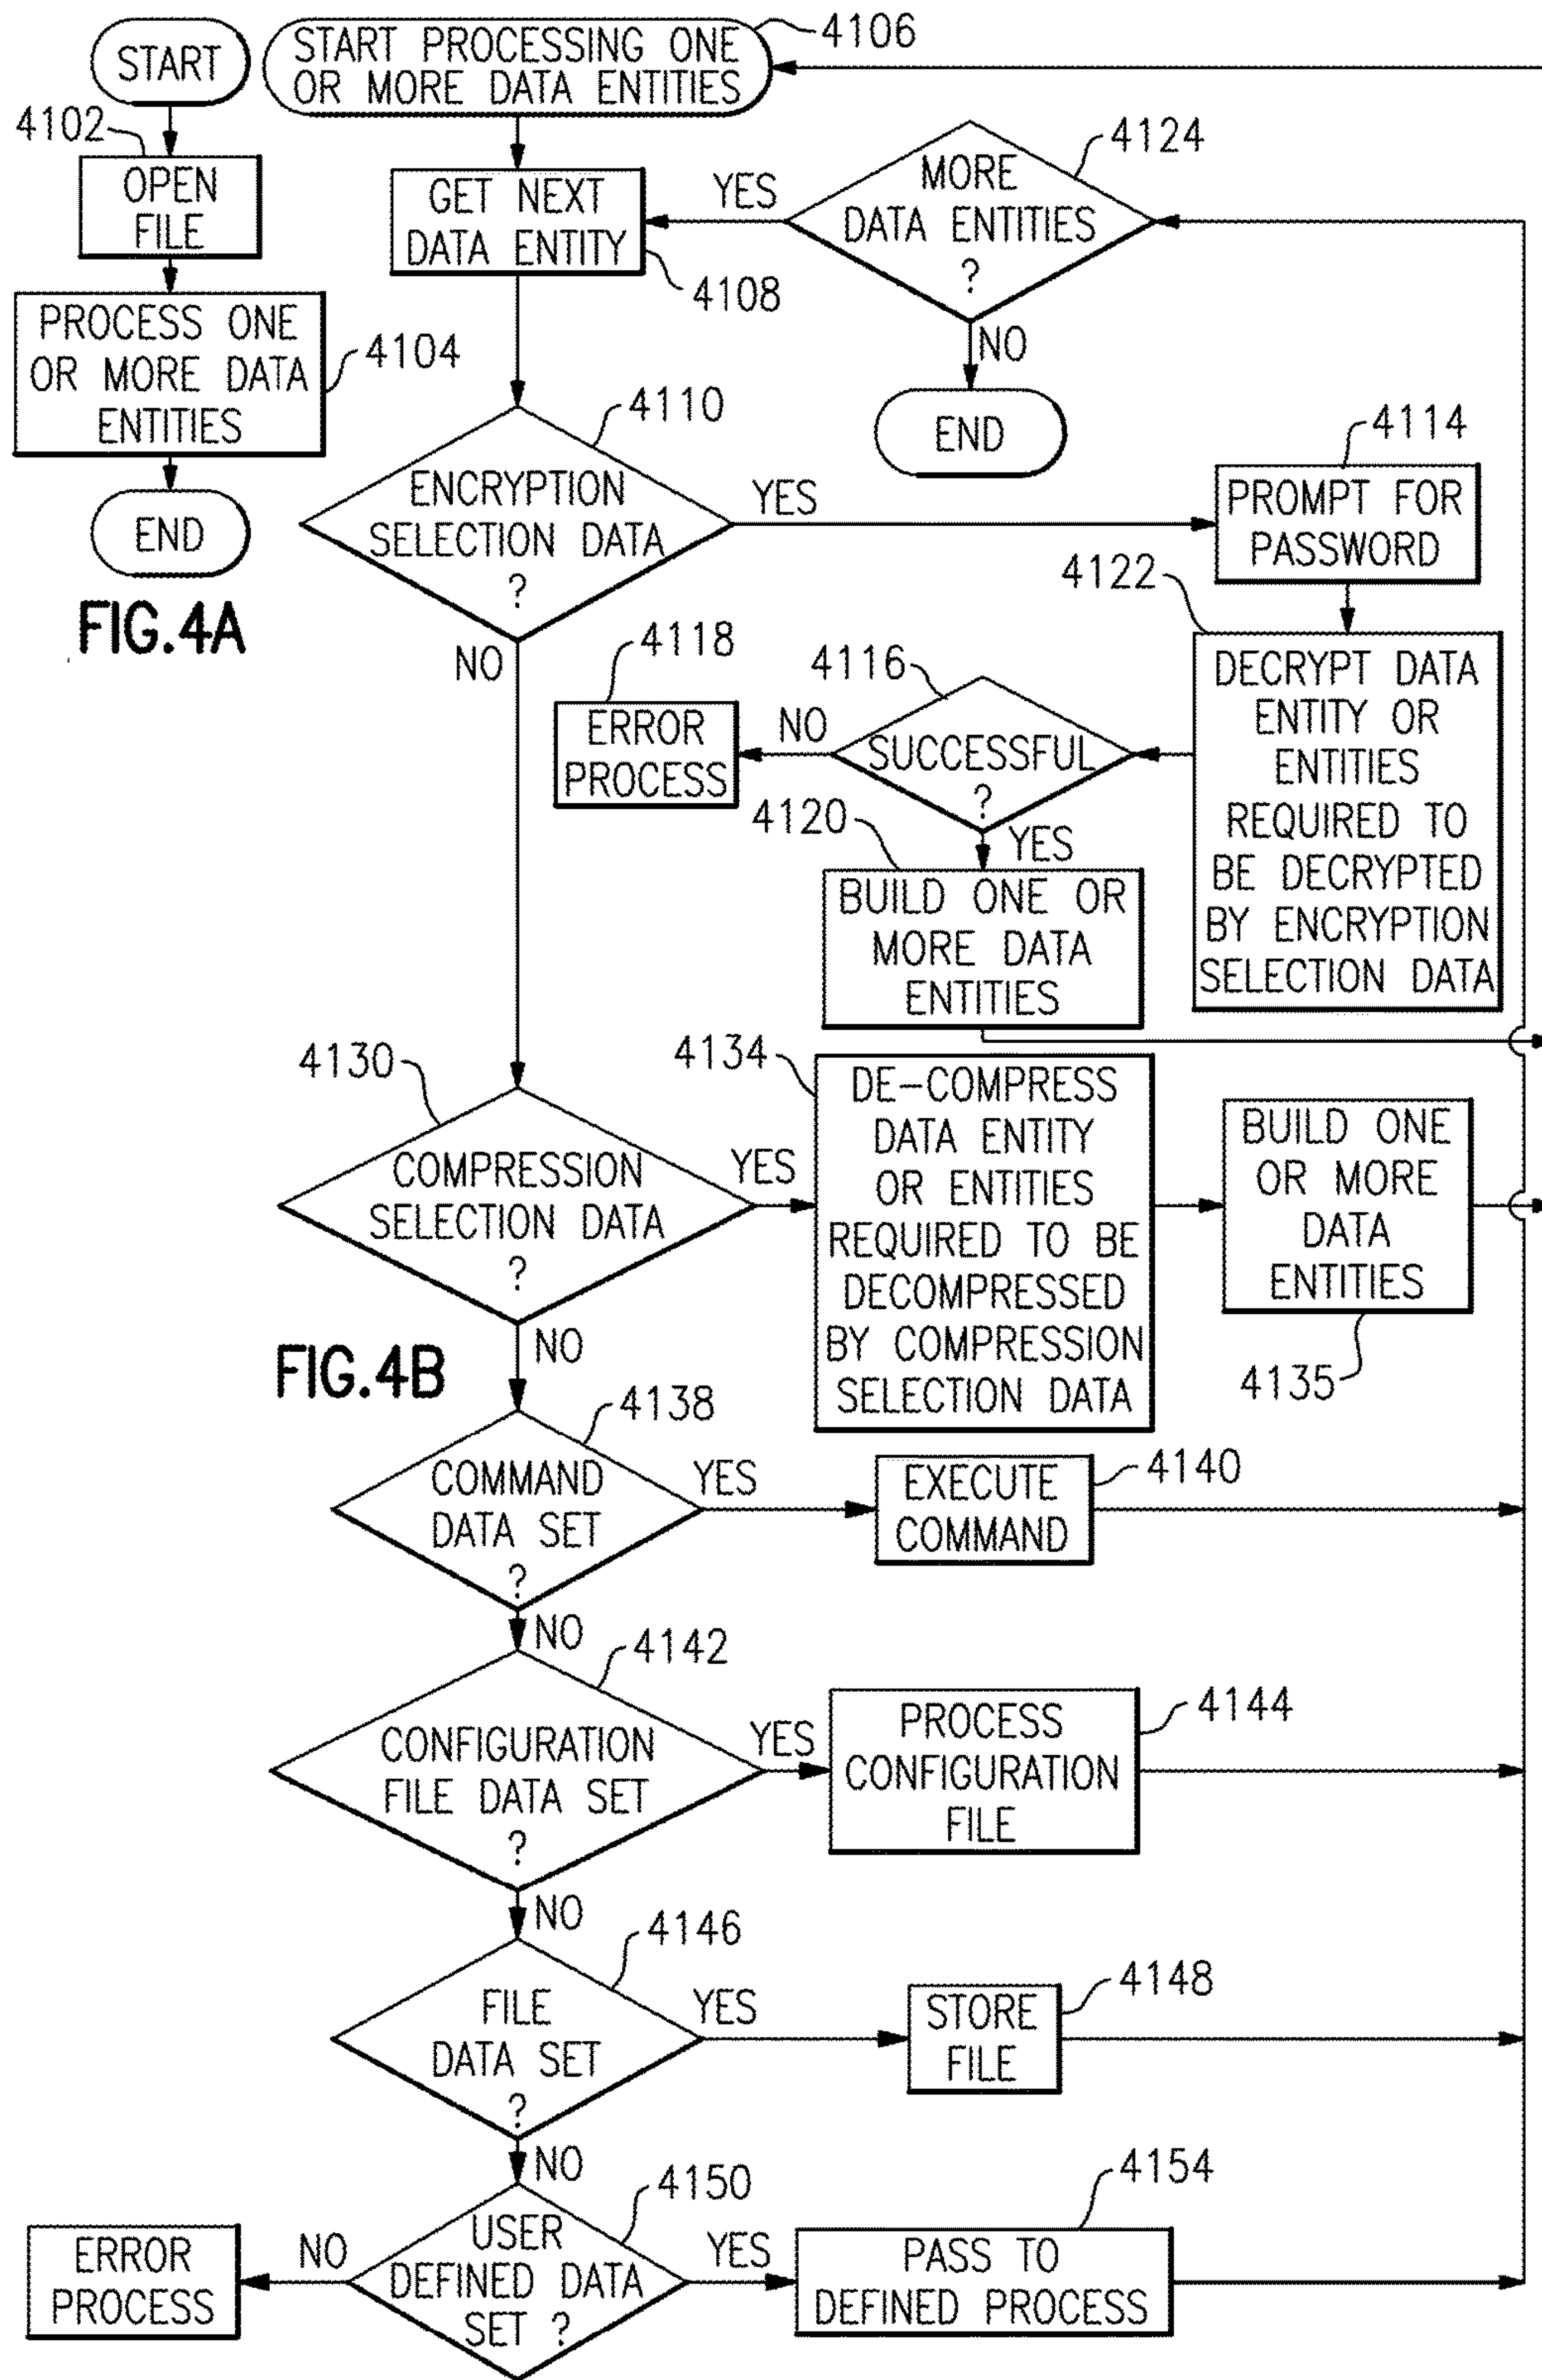 START
4102
OPEN
FILE
PROCESS ONE
OR MORE DATA
ENTITIES
4104
END
FIG.4A
START PROCESSING ONE
OR MORE DATA ENTITIES
4106
GET NEXT
DATA ENTITY
4108
YES
MORE
DATA ENTITIES
?
4124
NO
END
ENCRYPTION
SELECTION DATA
?
4110
YES
NO
4114
PROMPT FOR
PASSWORD
4122
DECRYPT DATA
ENTITY OR
ENTITIES
REQUIRED TO
BE DECRYPTED
BY ENCRYPTION
SELECTION DATA
4116
SUCCESSFUL
?
NO
4118
ERROR
PROCESS
YES
4120
BUILD ONE OR
MORE DATA
ENTITIES
4130
COMPRESSION
SELECTION DATA
?
YES
4134
DE-COMPRESS
DATA ENTITY
OR ENTITIES
REQUIRED TO BE
DECOMPRESSED
BY COMPRESSION
SELECTION DATA
BUILD ONE
OR MORE
DATA
ENTITIES
4135
NO
FIG.4B
4138
COMMAND
DATA SET
?
YES
EXECUTE
COMMAND
4140
NO
4142
CONFIGURATION
FILE DATA SET
?
YES
PROCESS
CONFIGURATION
FILE
4144
NO
4146
FILE
DATA SET
?
YES
STORE
FILE
4148
NO
4150
USER
DEFINED DATA
SET ?
NO
ERROR
PROCESS
YES
PASS TO
DEFINED PROCESS
4154